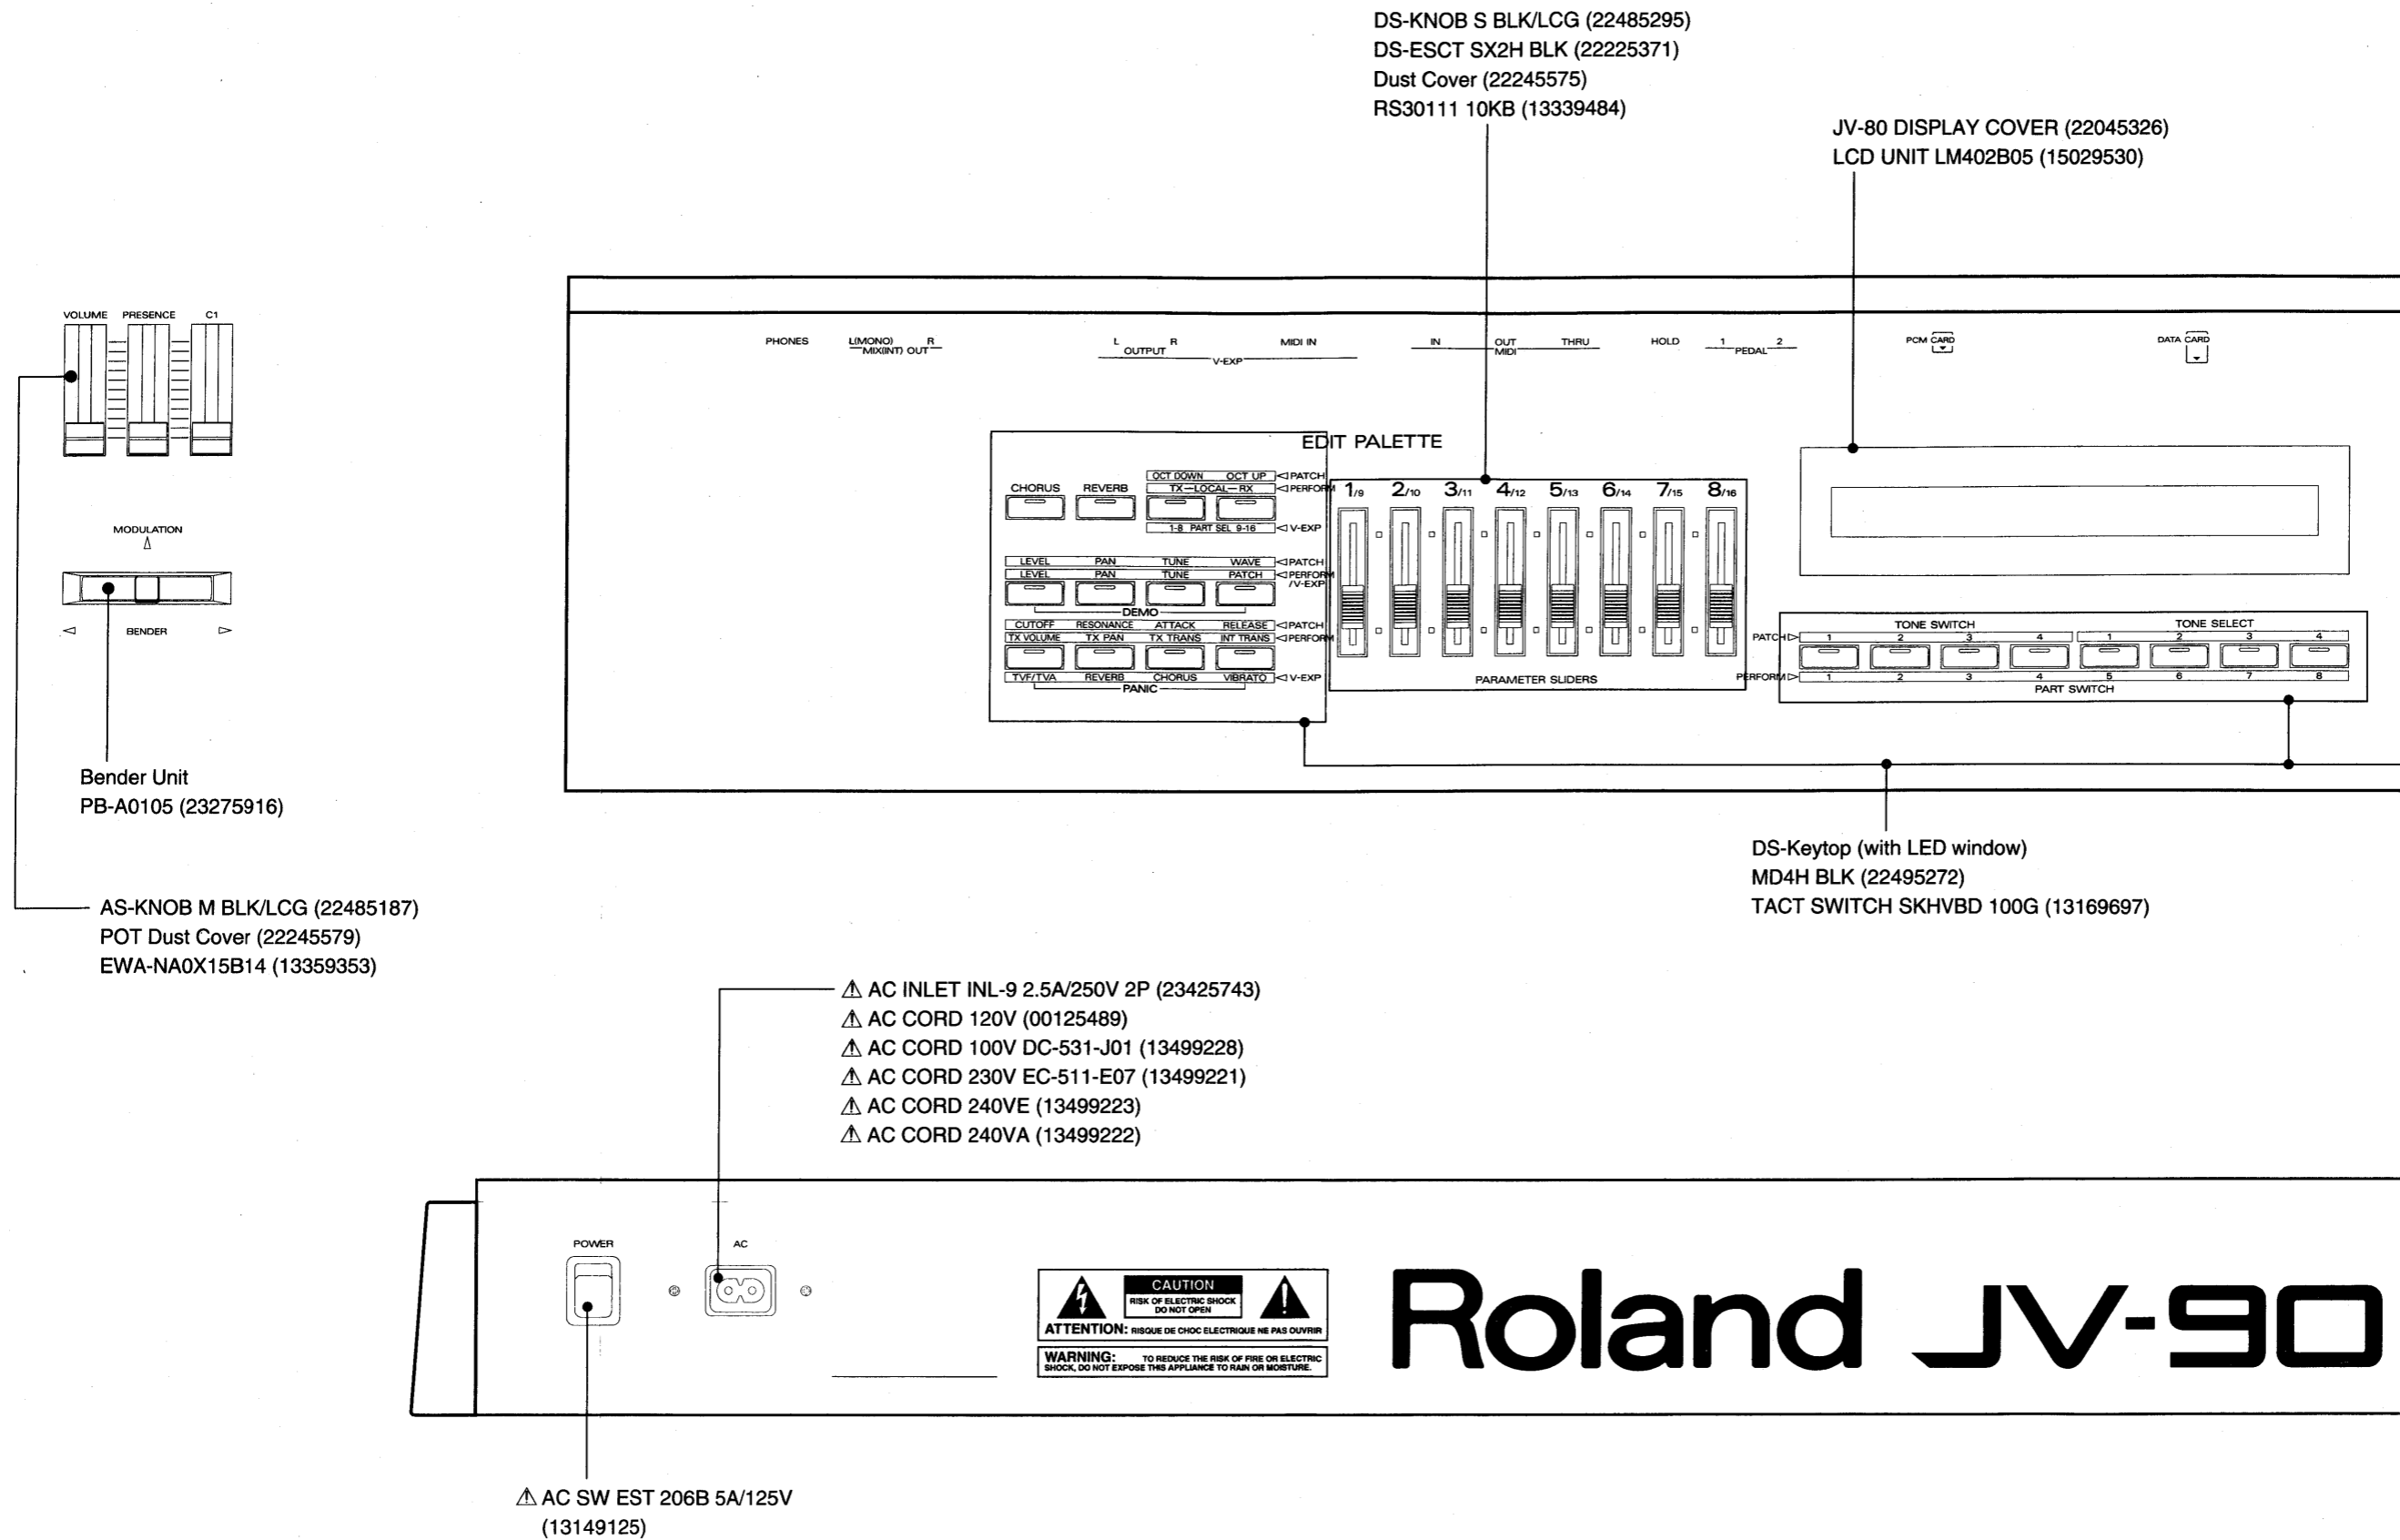 DS-KNOB S BLK/LCG (22485295)
DS-ESCT SX2H BLK (22225371)
Dust Cover (22245575)
RS30111 10KB (13339484)
JV-80 DISPLAY COVER (22045326)
LCD UNIT LM402B05 (15029530)
VOLUME PRESENCE C1
PHONES L(MONO) R L R MIDI IN IN OUT THRU HOLD 1 2 PCM CARD DATA CARD
MIX(INT) OUT OUTPUT MIDI PEDAL
V-EXP
EDIT PALETTE
OCT DOWN OCT UP PATCH
CHORUS REVERB TX-LOCAL-RX PERFORM
1/9 2/10 3/11 4/12 5/13 6/14 7/15 8/16
1-8 PART SEL 9-16 V-EXP
LEVEL PAN TUNE WAVE PATCH
LEVEL PAN TUNE PATCH PERFORM
/V-EXP
DEMO
CUTOFF RESONANCE ATTACK RELEASE PATCH
TX VOLUME TX PAN TX TRANS INT TRANS PERFORM
TVF/TVA REVERB CHORUS VIBRATO V-EXP
PANIC
PARAMETER SLIDERS
TONE SWITCH TONE SELECT
PATCH 1 2 3 4 1 2 3 4
PERFORM 1 2 3 4 5 6 7 8
PART SWITCH
MODULATION
BENDER
Bender Unit
PB-A0105 (23275916)
DS-Keytop (with LED window)
MD4H BLK (22495272)
TACT SWITCH SKHVBD 100G (13169697)
AS-KNOB M BLK/LCG (22485187)
POT Dust Cover (22245579)
EWA-NA0X15B14 (13359353)
⚠ AC INLET INL-9 2.5A/250V 2P (23425743)
⚠ AC CORD 120V (00125489)
⚠ AC CORD 100V DC-531-J01 (13499228)
⚠ AC CORD 230V EC-511-E07 (13499221)
⚠ AC CORD 240VE (13499223)
⚠ AC CORD 240VA (13499222)
POWER AC
CAUTION
RISK OF ELECTRIC SHOCK
DO NOT OPEN
ATTENTION: RISQUE DE CHOC ELECTRIQUE NE PAS OUVRIR
WARNING: TO REDUCE THE RISK OF FIRE OR ELECTRIC
SHOCK, DO NOT EXPOSE THIS APPLIANCE TO RAIN OR MOISTURE.
Roland JV-90
⚠ AC SW EST 206B 5A/125V
(13149125)